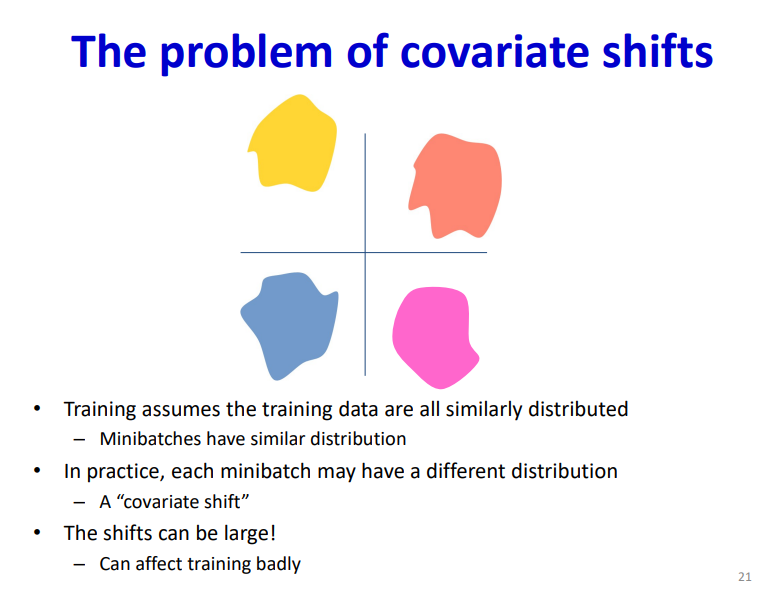 The problem of covariate shifts
• Training assumes the training data are all similarly distributed
– Minibatches have similar distribution
• In practice, each minibatch may have a different distribution
– A “covariate shift”
• The shifts can be large!
– Can affect training badly
21